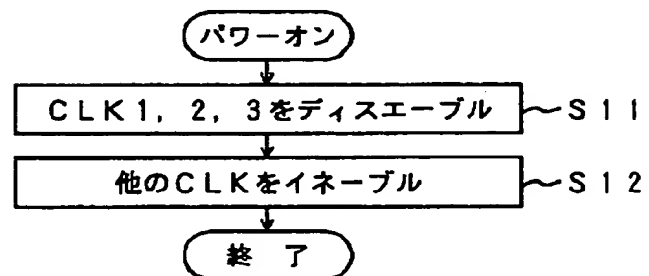 パワーオン
CLK1, 2, 3をディスエーブル S11
他のCLKをイネーブル S12
終 了